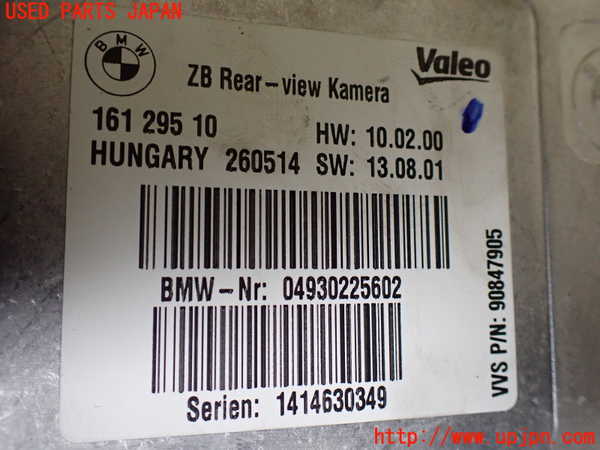 USED PARTS JAPAN
BMW
Valeo
ZB Rear-view Kamera
161 295 10
HW: 10.02.00
HUNGARY 260514 SW: 13.08.01
BMW-Nr: 04930225602
Serien: 1414630349
VVS P/N: 90847905
UPJ
http://www.upjpn.com/